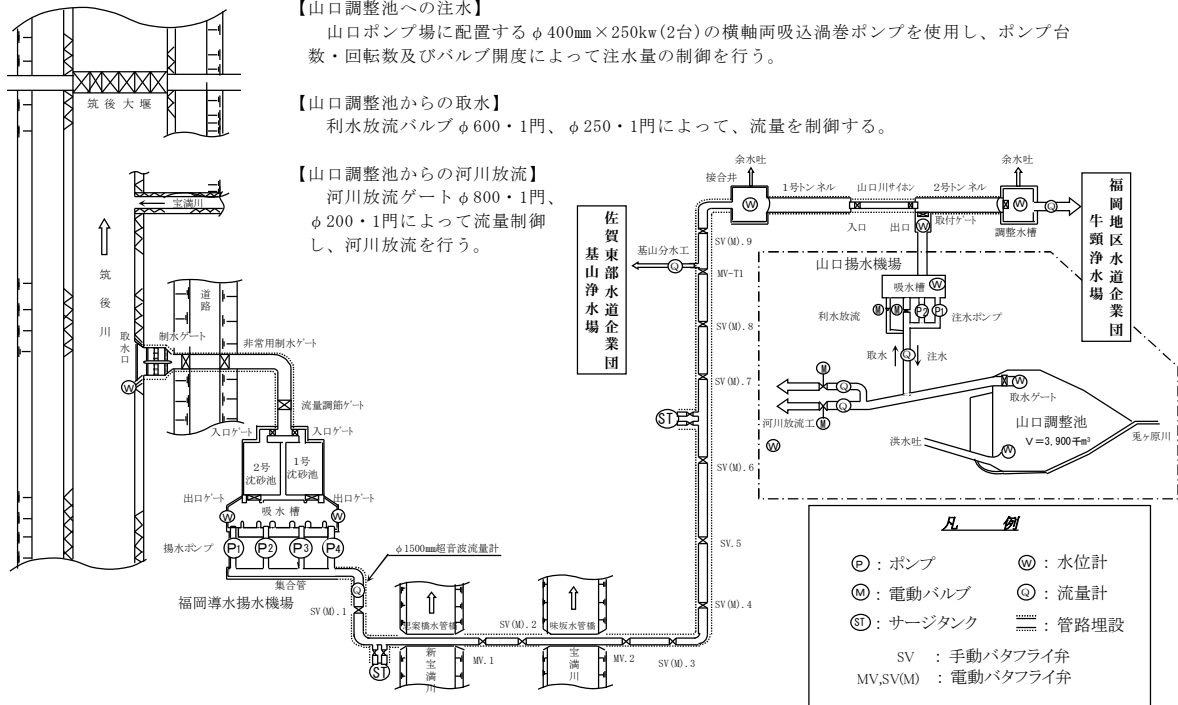 【山口調整池への注水】
山口ポンプ場に配置するφ400mm×250kw(2台)の横軸両吸込渦巻ポンプを使用し、ポンプ台
数・回転数及びバルブ開度によって注水量の制御を行う。
【山口調整池からの取水】
利水放流バルブφ600・1門、φ250・1門によって、流量を制御する。
【山口調整池からの河川放流】
河川放流ゲートφ800・1門、
φ200・1門によって流量制御
し、河川放流を行う。
筑後大堰
宝満川
筑後川
取水口
制水ゲート
道路
非常用制水ゲート
流量調節ゲート
入口ゲート
入口ゲート
2号
沈砂池
1号
沈砂池
出口ゲート
出口ゲート
吸水槽
W
W
W
揚水ポンプ
P1
P2
P3
P4
集合管
福岡導水揚水機場
φ1500mm超音波流量計
Q
SV(M).1
ST
思案橋水管橋
新宝満川
MV.1
SV(M).2
味坂水管橋
宝満川
MV.2
SV(M).3
SV(M).4
SV.5
SV(M).6
ST
SV(M).7
SV(M).8
MV-T1
SV(M).9
基山分水工
Q
佐賀東部水道企業団
基山浄水場
余水吐
接合井
W
1号トンネル
山口川サイホン
2号トンネル
入口
出口
W
取付ゲート
余水吐
W
調整水槽
Q
福岡地区水道企業団
牛頸浄水場
山口揚水機場
吸水槽
W
利水放流
M
M
P2
P1
注水ポンプ
取水
Q
注水
M
Q
Q
河川放流工
M
W
W
取水ゲート
山口調整池
V=3,900千m³
洪水吐
W
兎ヶ原川
凡 例
P：ポンプ
W：水位計
M：電動バルブ
Q：流量計
ST：サージタンク
：管路埋設
SV ：手動バタフライ弁
MV,SV(M) ：電動バタフライ弁